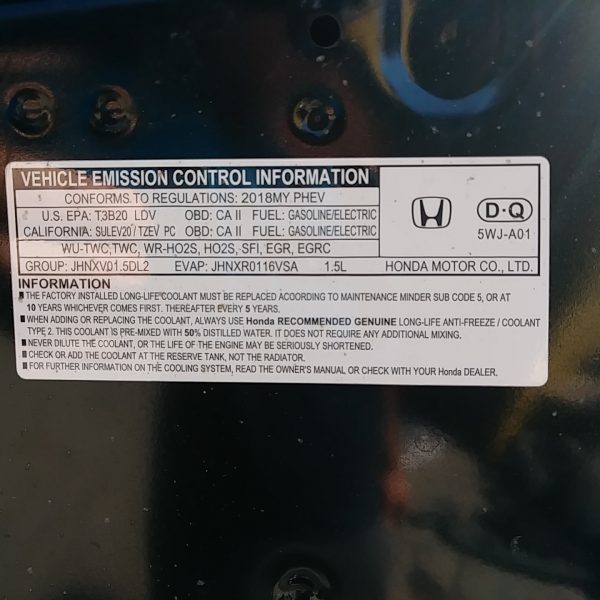 VEHICLE EMISSION CONTROL INFORMATION
CONFORMS TO REGULATIONS: 2018MY PHEV
U.S. EPA: T3B20 LDV OBD: CA II FUEL: GASOLINE/ELECTRIC
CALIFORNIA: SULEV20 / TZEV PC OBD: CA II FUEL: GASOLINE/ELECTRIC
WU-TWC,TWC, WR-HO2S, HO2S, SFI, EGR, EGRC
GROUP: JHNXV01.5DL2 EVAP: JHNXR0116VSA 1.5L
D·Q
5WJ-A01
HONDA MOTOR CO., LTD.
INFORMATION
■ THE FACTORY INSTALLED LONG-LIFE COOLANT MUST BE REPLACED ACCORDING TO MAINTENANCE MINDER SUB CODE 5, OR AT
10 YEARS WHICHEVER COMES FIRST. THEREAFTER EVERY 5 YEARS.
■ WHEN ADDING OR REPLACING THE COOLANT, ALWAYS USE Honda RECOMMENDED GENUINE LONG-LIFE ANTI-FREEZE / COOLANT
TYPE 2. THIS COOLANT IS PRE-MIXED WITH 50% DISTILLED WATER. IT DOES NOT REQUIRE ANY ADDITIONAL MIXING.
■ NEVER DILUTE THE COOLANT, OR THE LIFE OF THE ENGINE MAY BE SERIOUSLY SHORTENED.
■ CHECK OR ADD THE COOLANT AT THE RESERVE TANK, NOT THE RADIATOR.
■ FOR FURTHER INFORMATION ON THE COOLING SYSTEM, READ THE OWNER'S MANUAL OR CHECK WITH YOUR Honda DEALER.